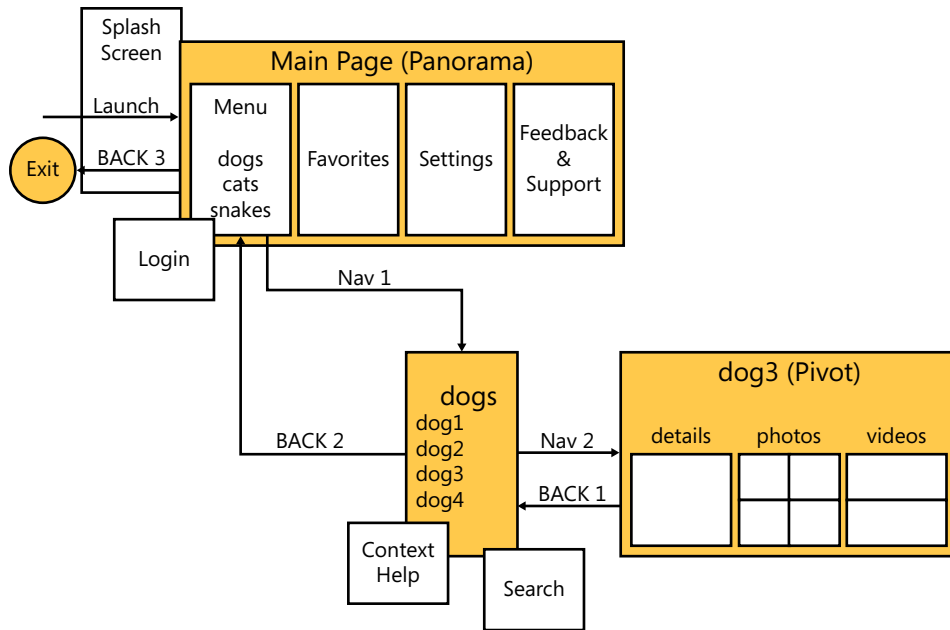 Splash
Screen
Main Page (Panorama)
Launch
BACK 3
Exit
Menu
dogs
cats
snakes
Favorites
Settings
Feedback
&
Support
Login
Nav 1
BACK 2
dogs
dog1
dog2
dog3
dog4
Context
Help
Search
Nav 2
BACK 1
dog3 (Pivot)
details
photos
videos